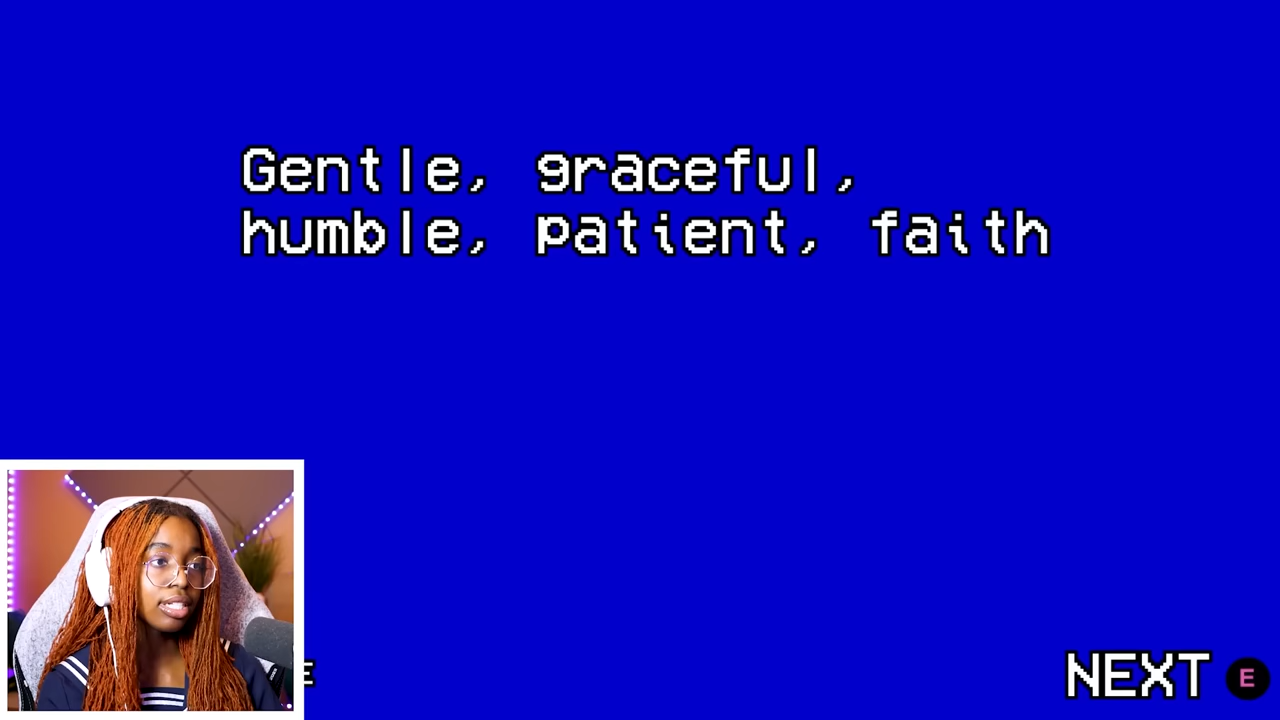 Gentle, graceful,
humble, patient, faith
E
NEXT E